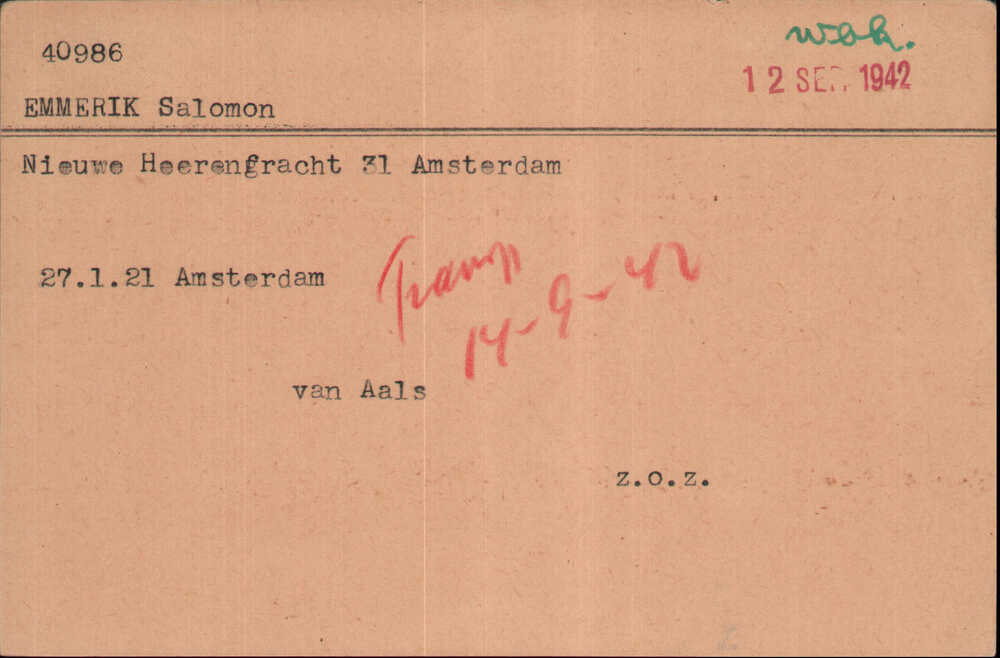 40986
wbk.
12 SEP. 1942
EMMERIK Salomon
Nieuwe Heerengracht 31 Amsterdam
27.1.21 Amsterdam
Transp
14-9-42
van Aals
z.o.z.